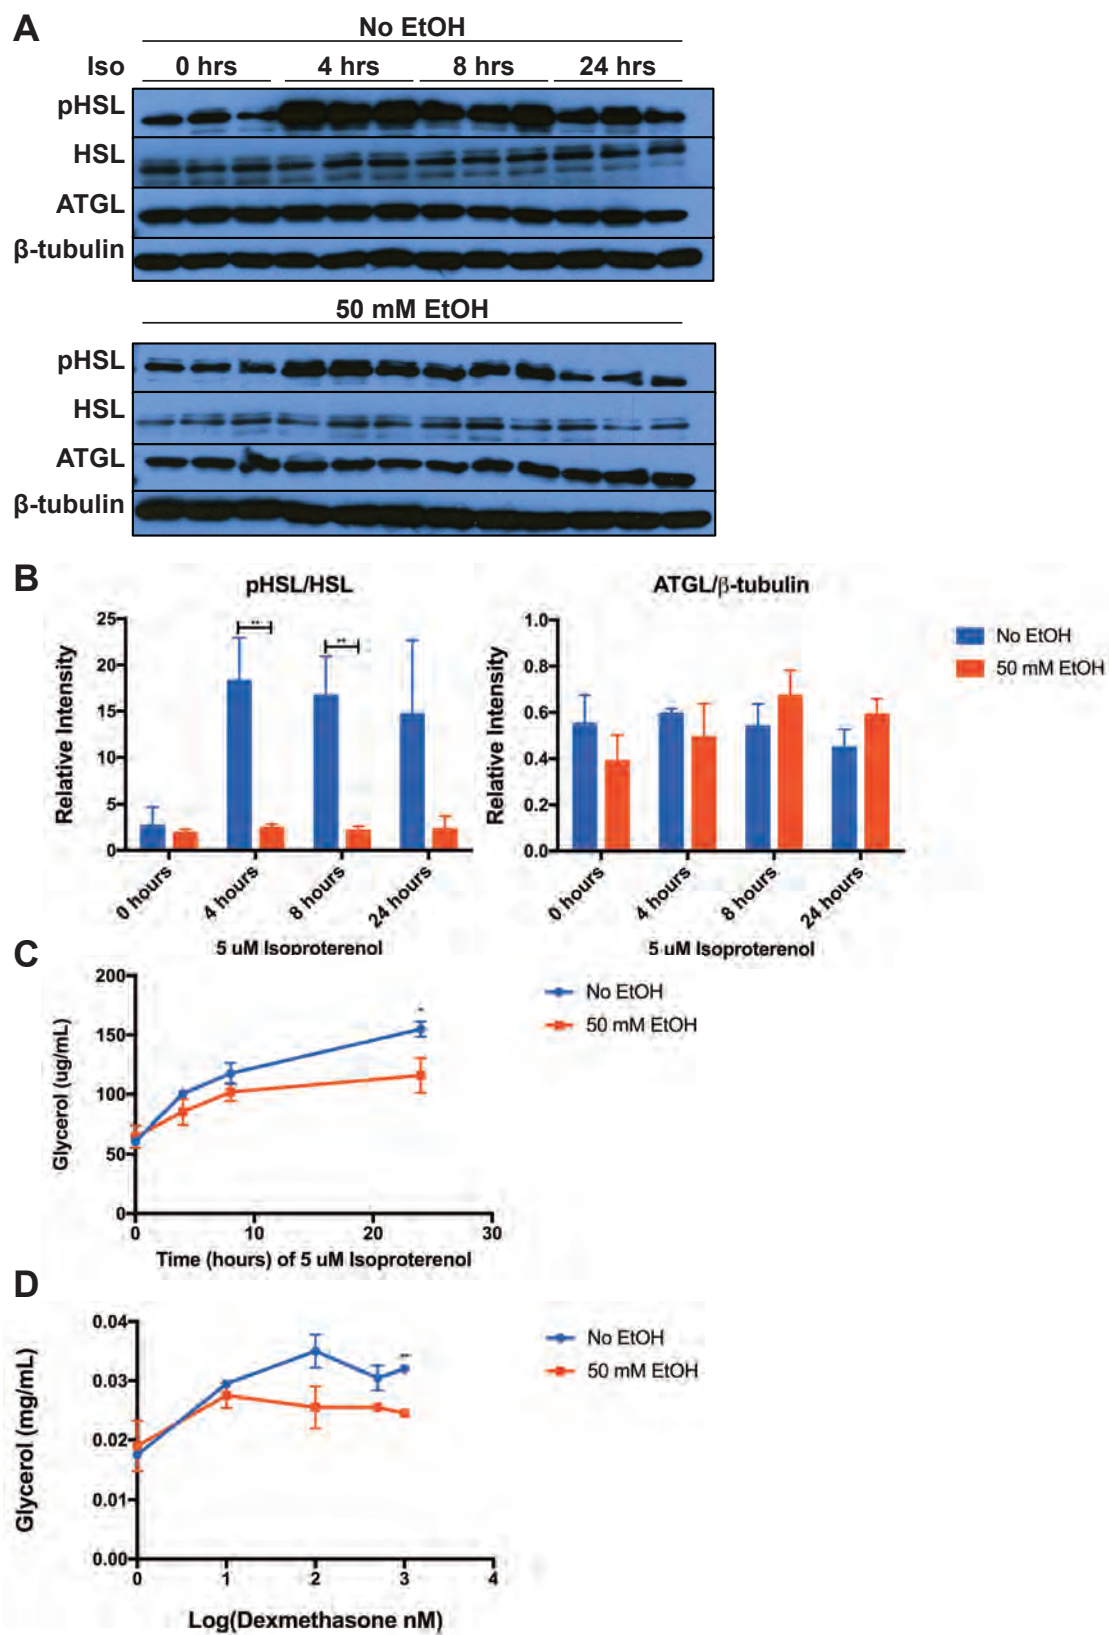 A
No EtOH
Iso 0 hrs 4 hrs 8 hrs 24 hrs
pHSL
HSL
ATGL
β-tubulin
50 mM EtOH
pHSL
HSL
ATGL
β-tubulin
B
pHSL/HSL
Relative Intensity
25
20
15
10
5
0
**
**
0 hours
4 hours
8 hours
24 hours
5 uM Isoproterenol
ATGL/β-tubulin
Relative Intensity
1.0
0.8
0.6
0.4
0.2
0.0
0 hours
4 hours
8 hours
24 hours
5 uM Isoproterenol
No EtOH
50 mM EtOH
C
Glycerol (ug/mL)
200
150
100
50
0
*
0 10 20 30
Time (hours) of 5 uM Isoproterenol
No EtOH
50 mM EtOH
D
Glycerol (mg/mL)
0.04
0.03
0.02
0.01
0.00
**
0 1 2 3 4
Log(Dexmethasone nM)
No EtOH
50 mM EtOH